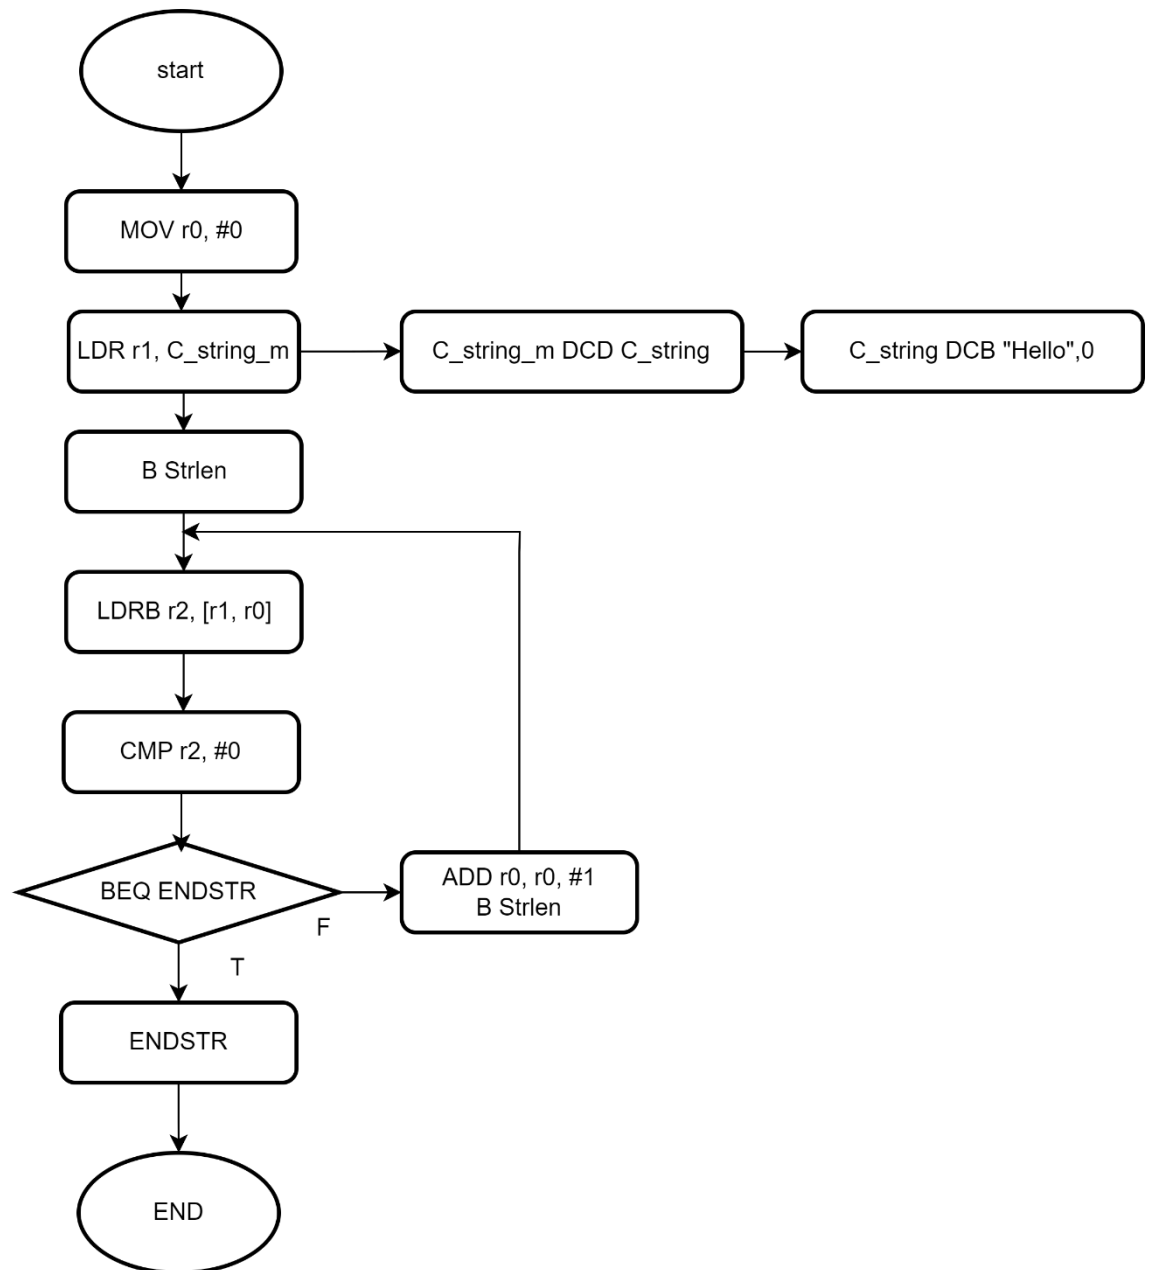 start
MOV r0, #0
LDR r1, C_string_m
C_string_m DCD C_string
C_string DCB "Hello",0
B Strlen
LDRB r2, [r1, r0]
CMP r2, #0
BEQ ENDSTR
F
ADD r0, r0, #1
B Strlen
T
ENDSTR
END